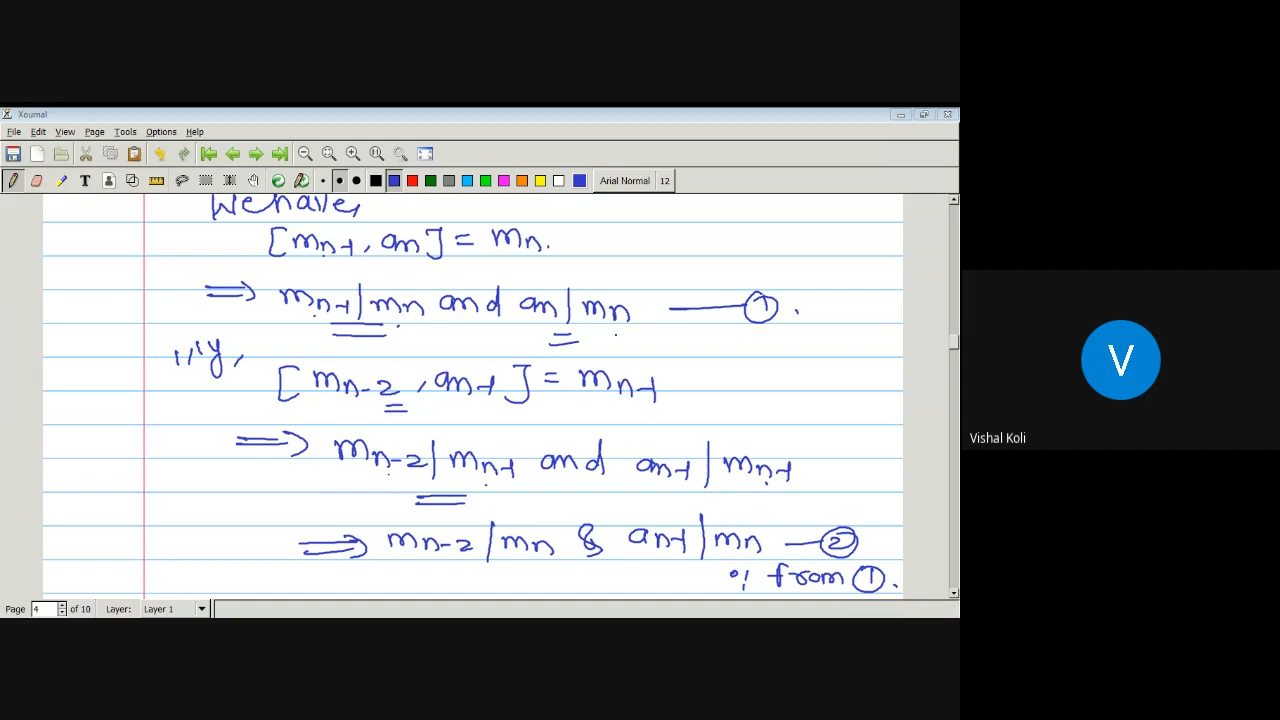 Xournal
File Edit View Page Tools Options Help
Arial Normal 12
We have,
[mn-1, an] = mn.
⟹ mn-1 | mn and an | mn —— ①.
|||ly,
[mn-2, an-1] = mn-1
⟹ mn-2 | mn-1 and an-1 | mn-1
⟹ mn-2 | mn & an-1 | mn — ②
∵ from ①.
Page 4 of 10 Layer: Layer 1
V
Vishal Koli